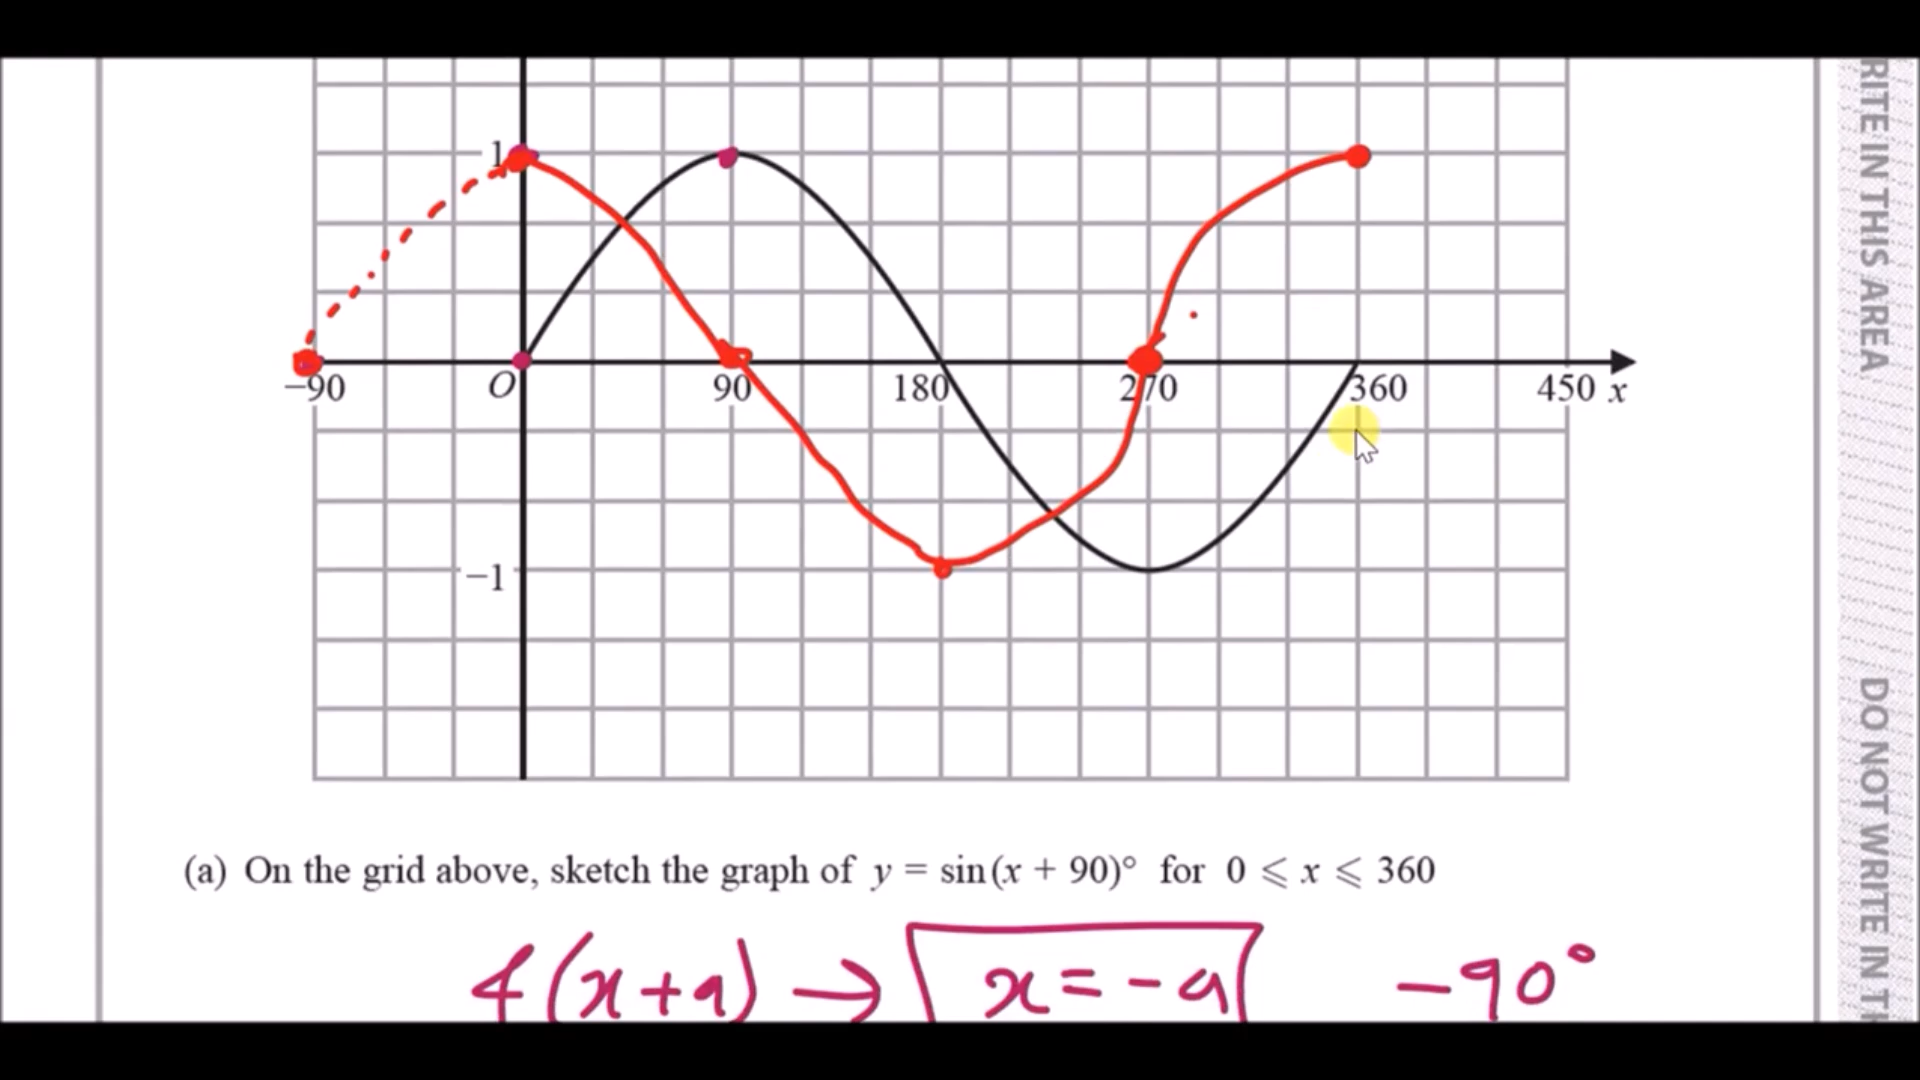 1
−90 O 90 180 270 360 450 x
−1
(a) On the grid above, sketch the graph of y = sin(x + 90)° for 0 ⩽ x ⩽ 360
f(x+a) → x=-a -90°
RITE IN THIS AREA
DO NOT WRITE IN TH